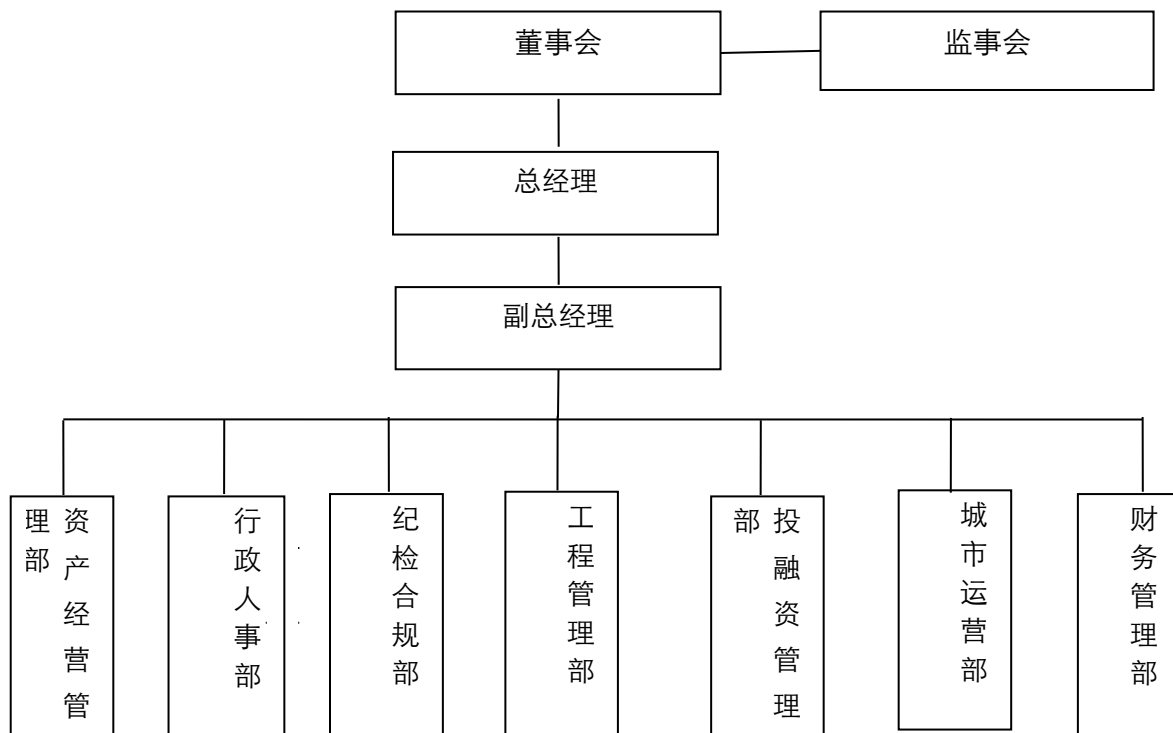 董事会
监事会
总经理
副总经理
资产经营管
理部
行政人事部
纪检合规部
工程管理部
投融资管理
部
城市运营部
财务管理部